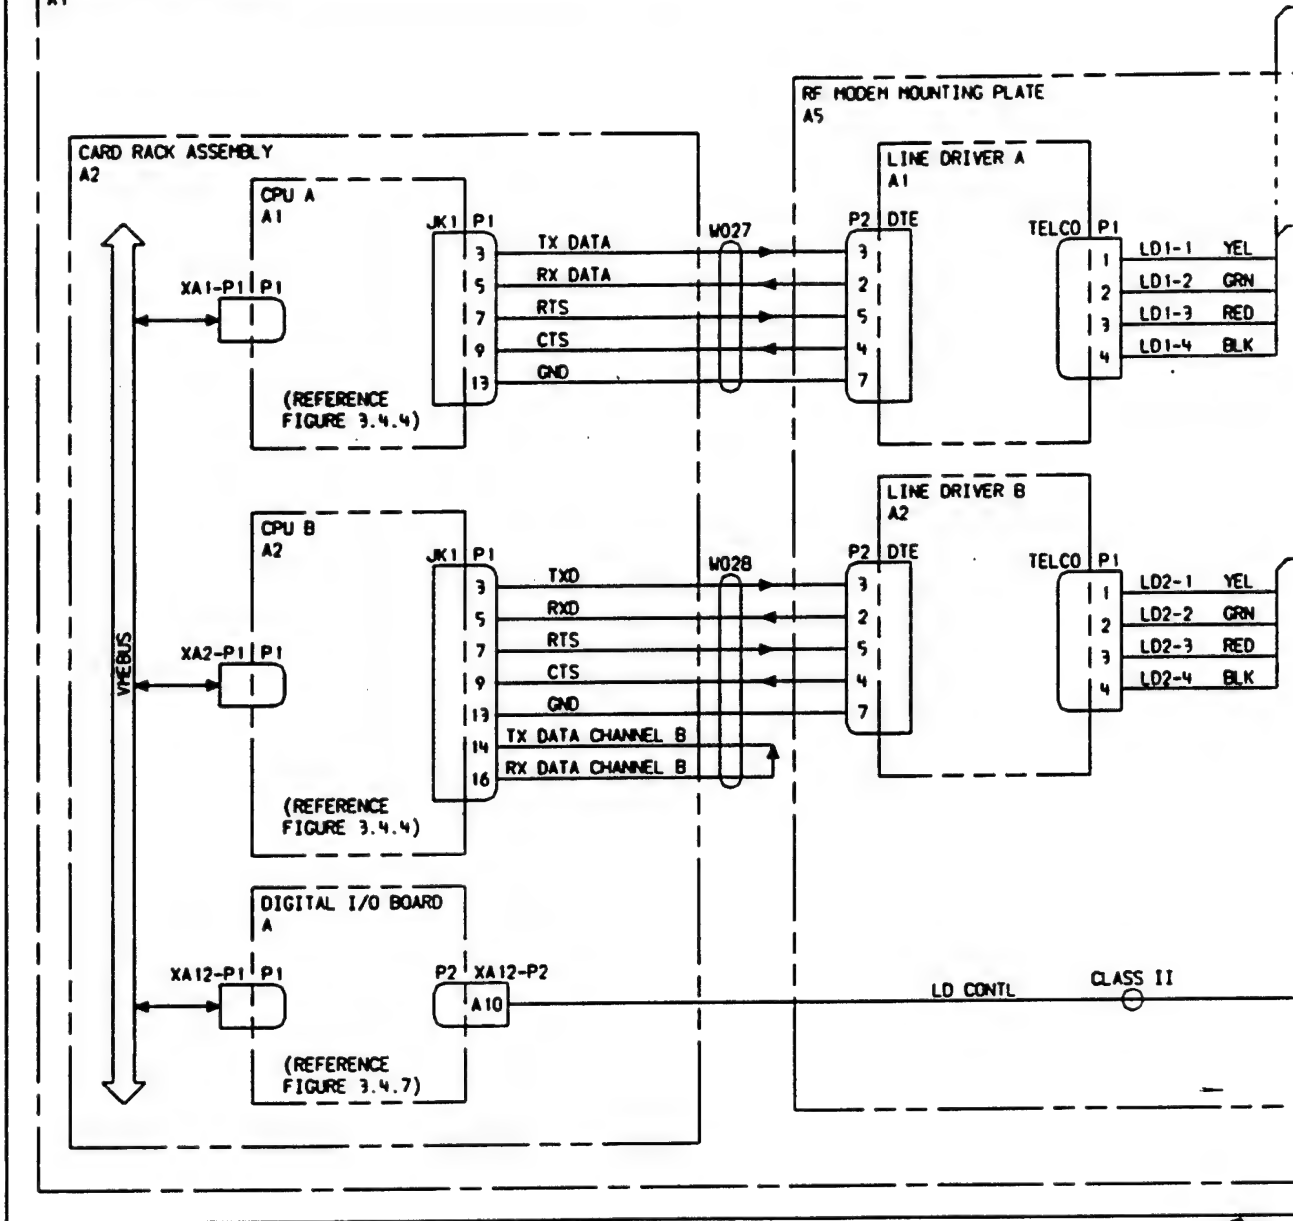 A1
RF MODEM MOUNTING PLATE
A5
CARD RACK ASSEMBLY
A2
CPU A
A1
JK1 P1
XA1-P1 P1
3 TX DATA
5 RX DATA
7 RTS
9 CTS
13 GND
(REFERENCE
FIGURE 3.4.4)
W027
LINE DRIVER A
A1
P2 DTE
3
2
5
4
7
TELCO P1
1 LD1-1 YEL
2 LD1-2 GRN
3 LD1-3 RED
4 LD1-4 BLK
CPU B
A2
JK1 P1
XA2-P1 P1
VMEBUS
3 TXD
5 RXD
7 RTS
9 CTS
13 GND
14 TX DATA CHANNEL B
16 RX DATA CHANNEL B
(REFERENCE
FIGURE 3.4.4)
W028
LINE DRIVER B
A2
P2 DTE
3
2
5
4
7
TELCO P1
1 LD2-1 YEL
2 LD2-2 GRN
3 LD2-3 RED
4 LD2-4 BLK
DIGITAL I/O BOARD
A
XA12-P1 P1
P2 XA12-P2
A10
LD CONTL
CLASS II
(REFERENCE
FIGURE 3.4.7)